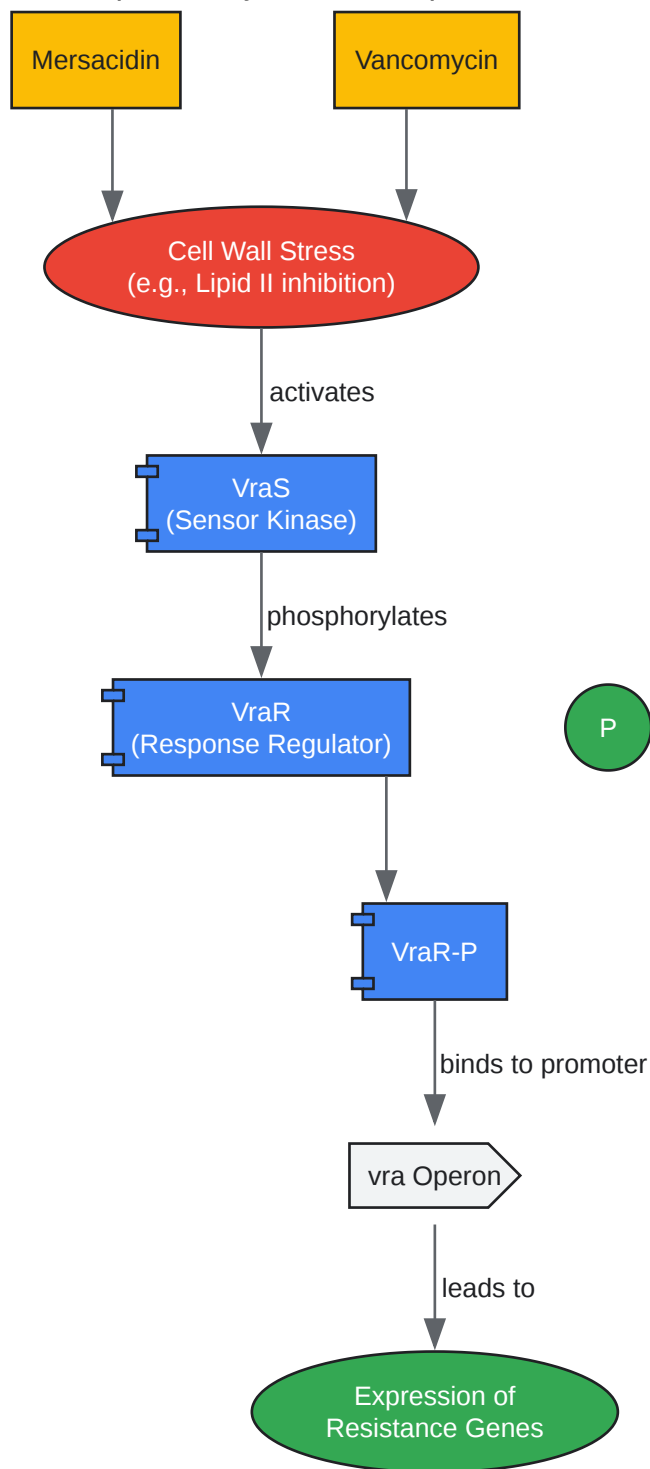 Mersacidin
Vancomycin
Cell Wall Stress
(e.g., Lipid II inhibition)
activates
VraS
(Sensor Kinase)
phosphorylates
VraR
(Response Regulator)
P
VraR-P
binds to promoter
vra Operon
leads to
Expression of
Resistance Genes